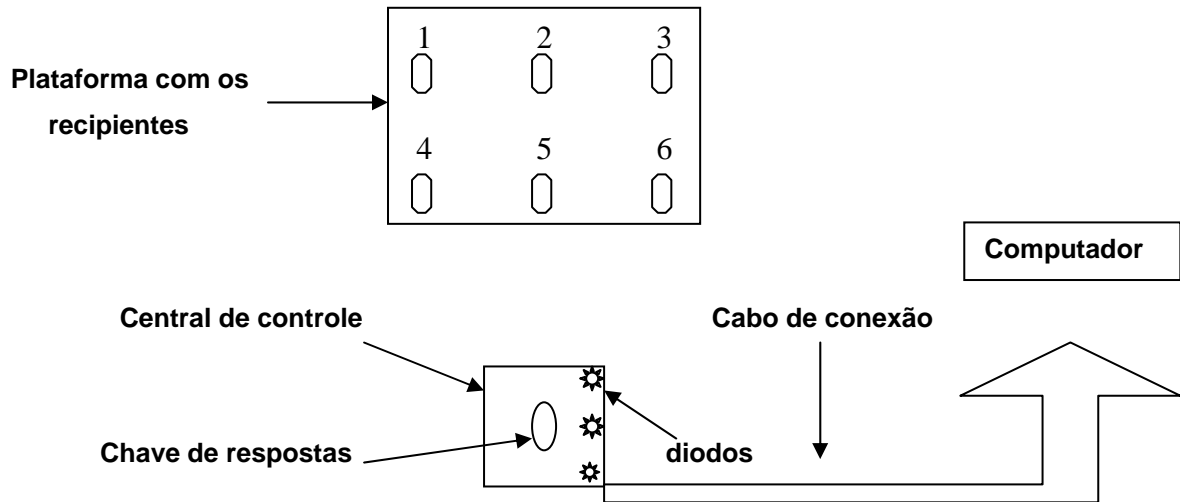 1 2 3
Plataforma com os
recipientes
4 5 6
Computador
Central de controle
Cabo de conexão
Chave de respostas
diodos